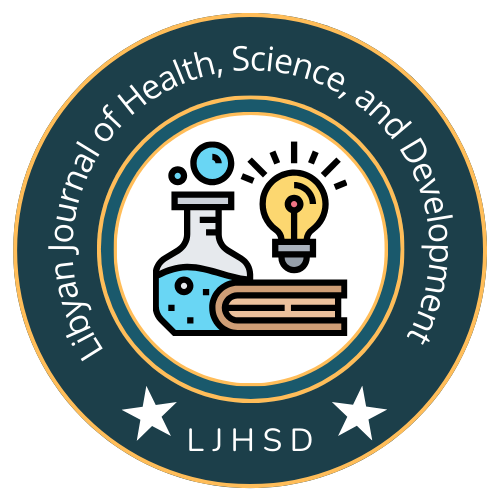 Libyan Journal of Health, Science, and Development
LJHSD